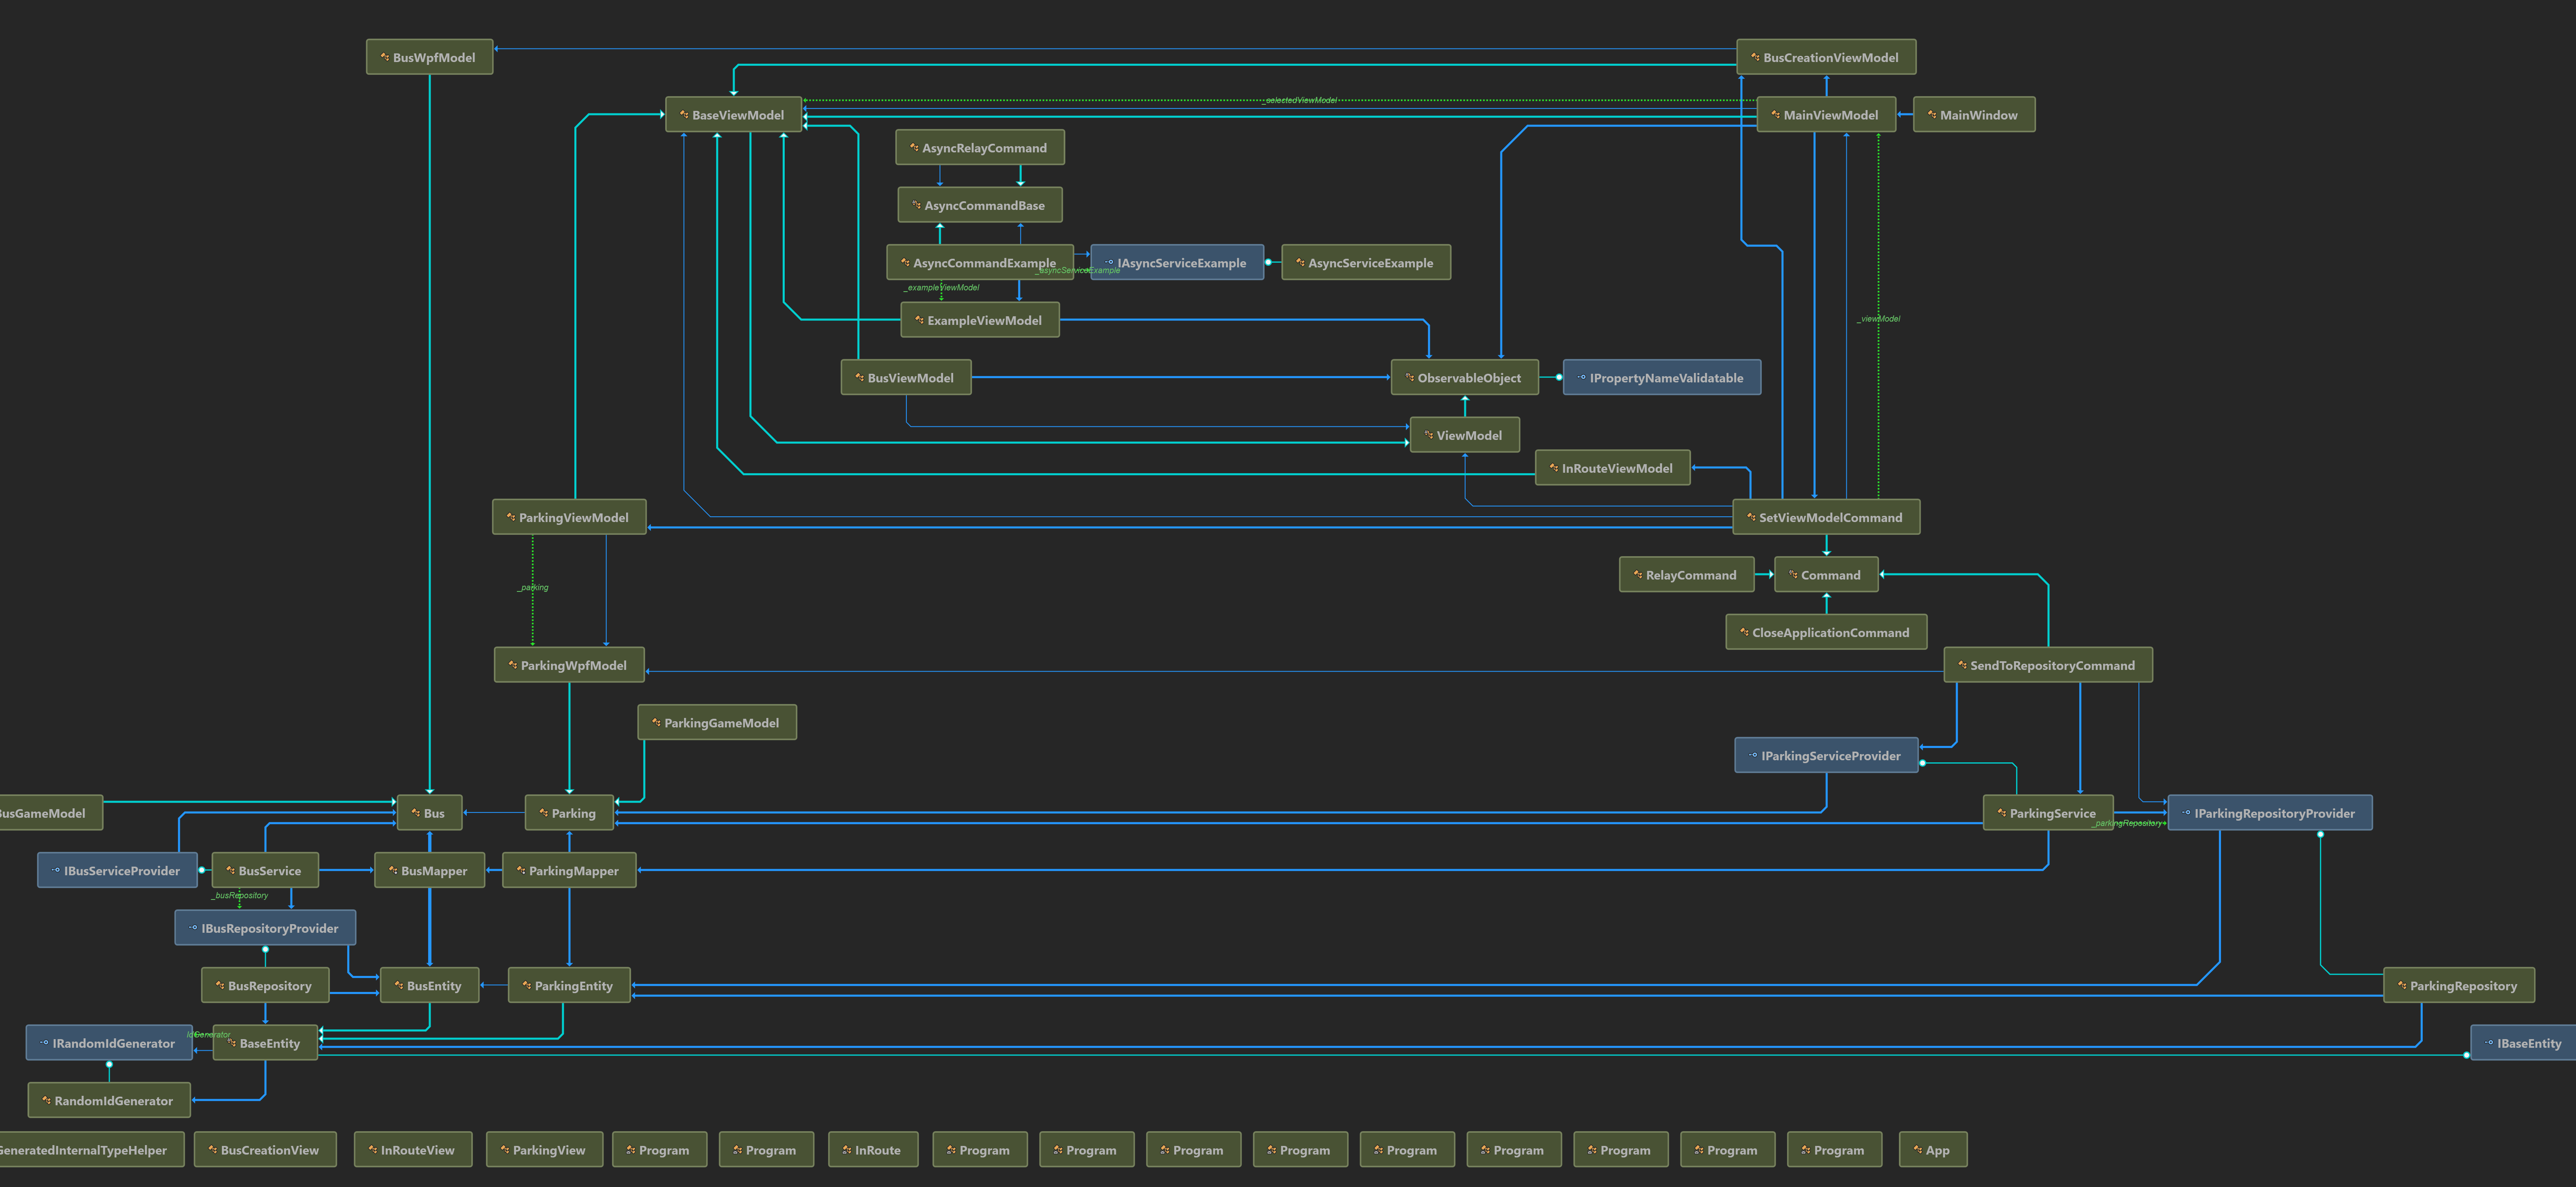 BusWpfModel
BusCreationViewModel
_selectedViewModel
BaseViewModel
MainViewModel
MainWindow
AsyncRelayCommand
AsyncCommandBase
AsyncCommandExample
IAsyncServiceExample
AsyncServiceExample
_asyncServiceExample
_exampleViewModel
ExampleViewModel
_viewModel
BusViewModel
ObservableObject
IPropertyNameValidatable
ViewModel
InRouteViewModel
ParkingViewModel
SetViewModelCommand
RelayCommand
Command
_parking
CloseApplicationCommand
ParkingWpfModel
SendToRepositoryCommand
ParkingGameModel
IParkingServiceProvider
BusGameModel
Bus
Parking
ParkingService
IParkingRepositoryProvider
_parkingRepository
IBusServiceProvider
BusService
BusMapper
ParkingMapper
_busRepository
IBusRepositoryProvider
BusRepository
BusEntity
ParkingEntity
ParkingRepository
IdGenerator
IRandomIdGenerator
BaseEntity
IBaseEntity
RandomIdGenerator
GeneratedInternalTypeHelper
BusCreationView
InRouteView
ParkingView
Program
Program
InRoute
Program
Program
Program
Program
Program
Program
Program
Program
Program
App